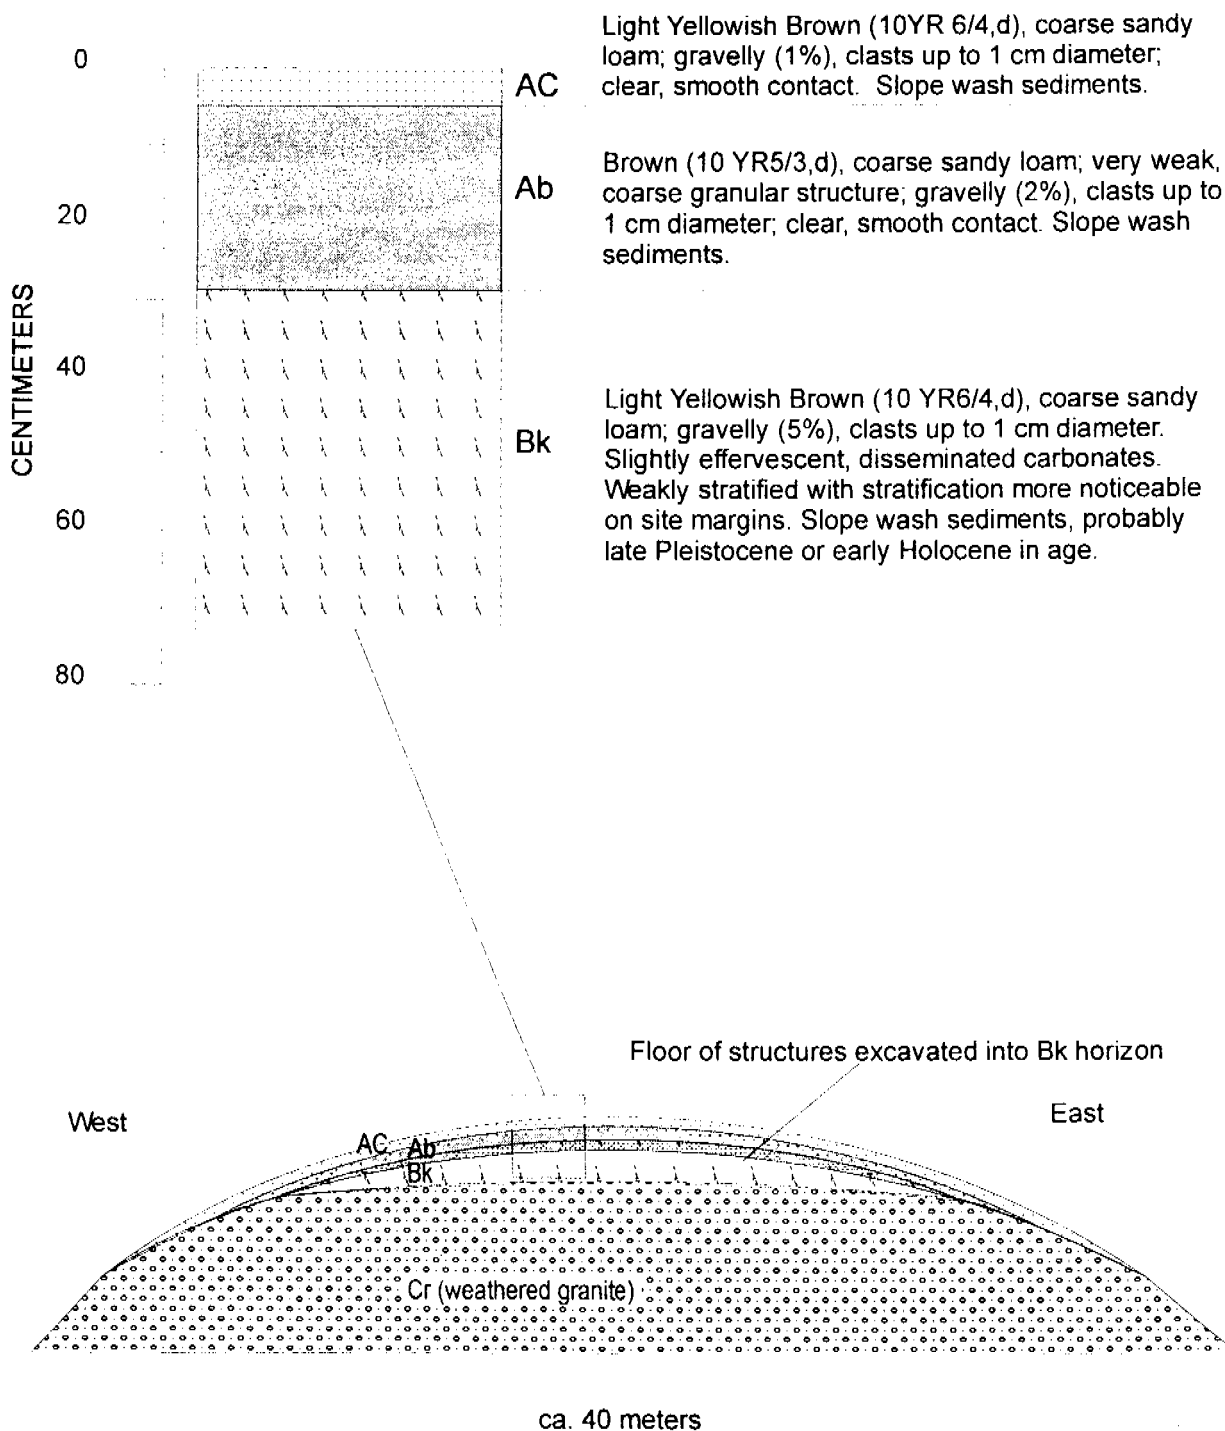 Light Yellowish Brown (10YR 6/4,d), coarse sandy
loam; gravelly (1%), clasts up to 1 cm diameter;
clear, smooth contact. Slope wash sediments.
0
AC
Brown (10 YR5/3,d), coarse sandy loam; very weak,
coarse granular structure; gravelly (2%), clasts up to
1 cm diameter; clear, smooth contact. Slope wash
sediments.
Ab
20
CENTIMETERS
40
Light Yellowish Brown (10 YR6/4,d), coarse sandy
loam; gravelly (5%), clasts up to 1 cm diameter.
Slightly effervescent, disseminated carbonates.
Weakly stratified with stratification more noticeable
on site margins. Slope wash sediments, probably
late Pleistocene or early Holocene in age.
Bk
60
80
Floor of structures excavated into Bk horizon
West
East
AC
Ab
Bk
Cr (weathered granite)
ca. 40 meters